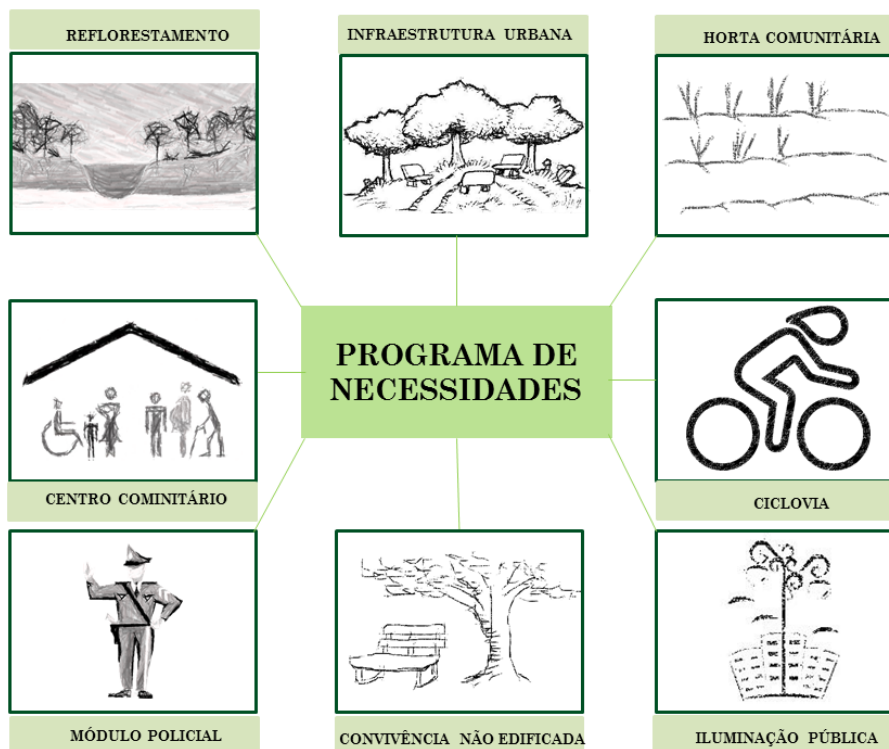 REFLORESTAMENTO
INFRAESTRUTURA URBANA
HORTA COMUNITÁRIA
PROGRAMA DE
NECESSIDADES
CENTRO COMINITÁRIO
CICLOVIA
MÓDULO POLICIAL
CONVIVÊNCIA NÃO EDIFICADA
ILUMINAÇÃO PÚBLICA